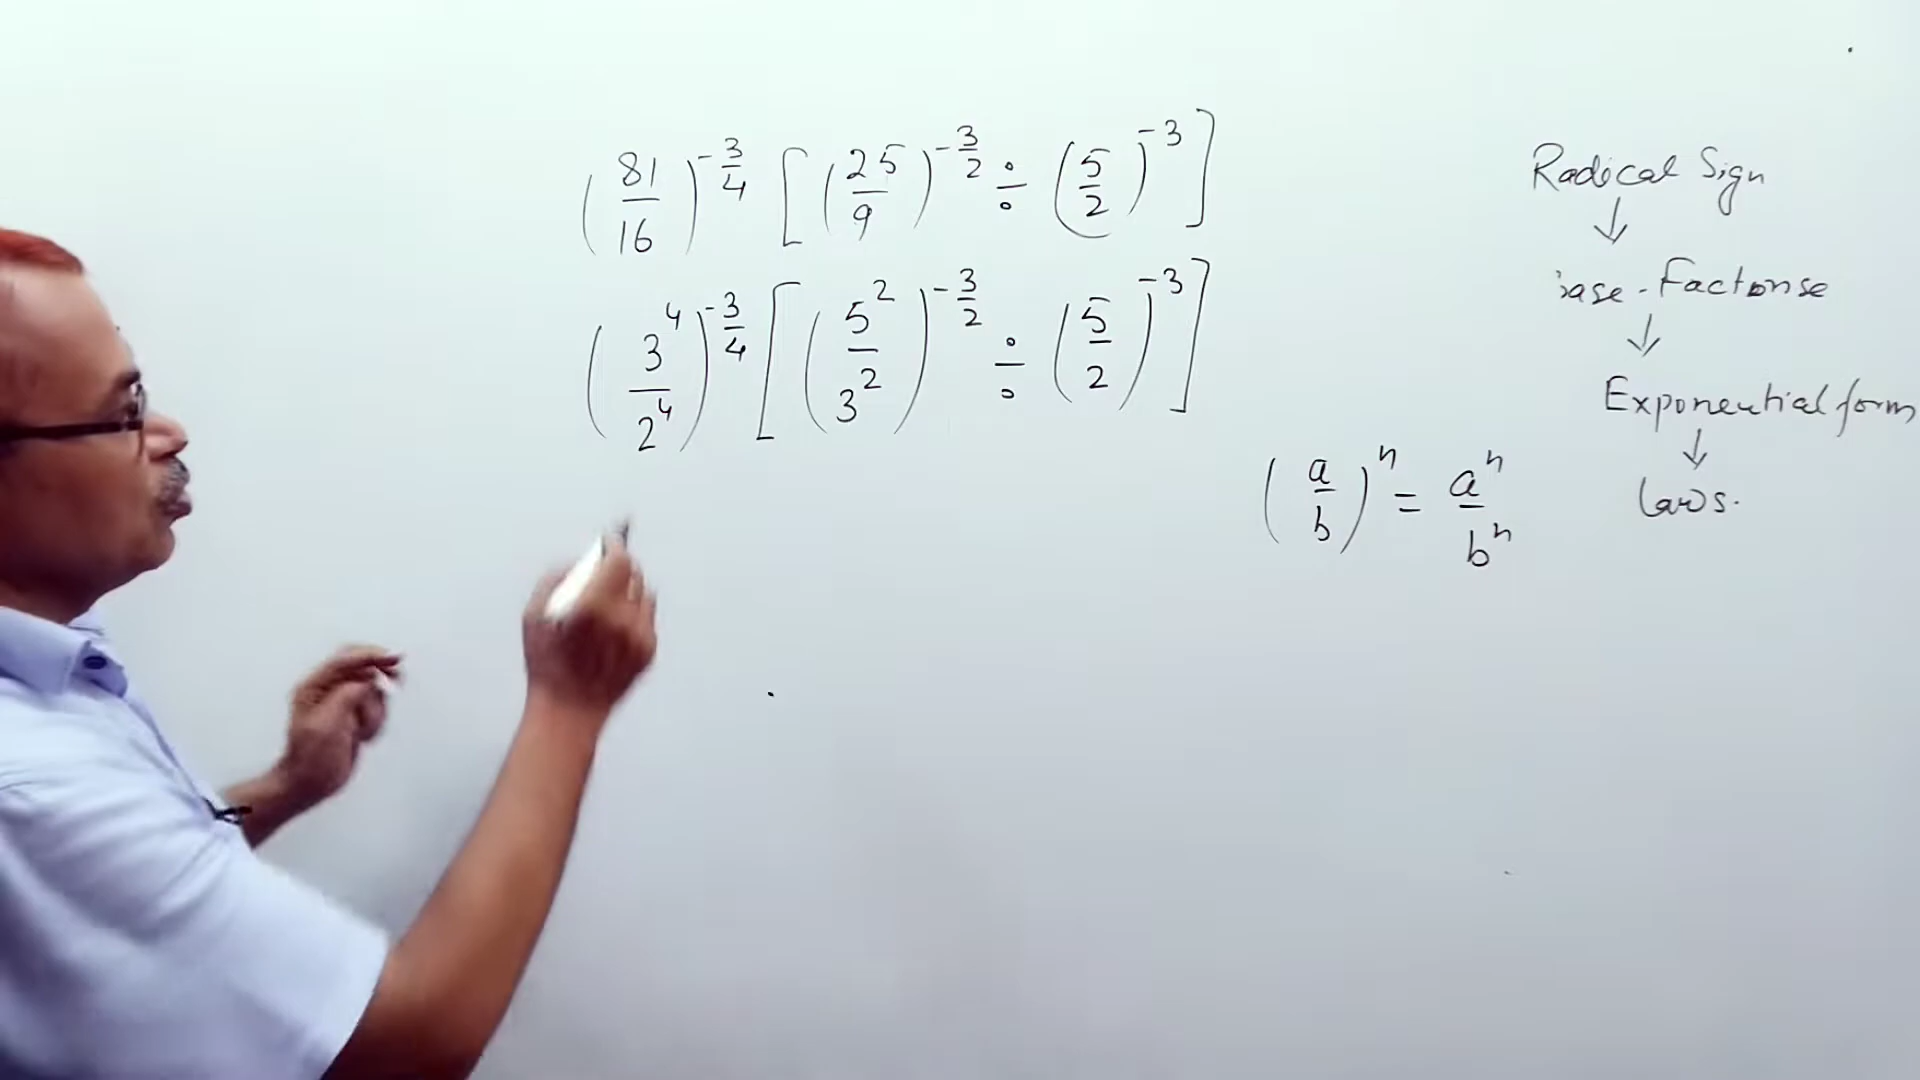 (81/16)^(-3/4) [(25/9)^(-3/2) ÷ (5/2)^(-3)]
(3^4/2^4)^(-3/4) [(5^2/3^2)^(-3/2) ÷ (5/2)^(-3)]
(a/b)^n = a^n/b^n
Radical Sign
↓
ase - Factorise
↓
Exponential form
↓
Laws.